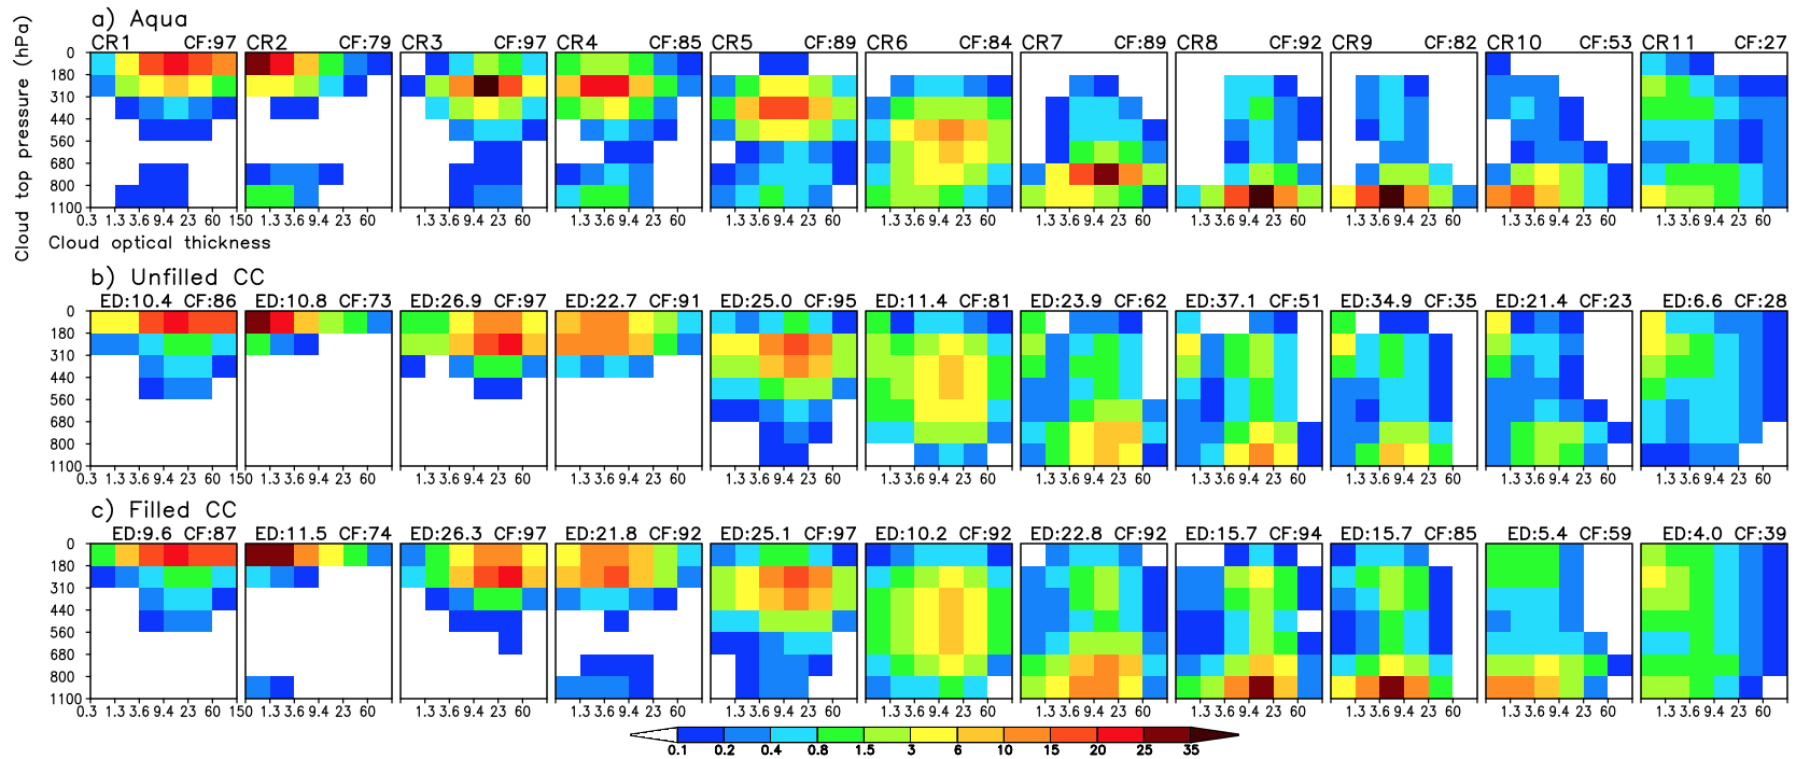 a) Aqua
CR1 CF:97 CR2 CF:79 CR3 CF:97 CR4 CF:85 CR5 CF:89 CR6 CF:84 CR7 CF:89 CR8 CF:92 CR9 CF:82 CR10 CF:53 CR11 CF:27
Cloud top pressure (hPa)
0
180
310
440
560
680
800
1100
0.3 1.3 3.6 9.4 23 60 150 1.3 3.6 9.4 23 60 1.3 3.6 9.4 23 60 1.3 3.6 9.4 23 60 1.3 3.6 9.4 23 60 1.3 3.6 9.4 23 60 1.3 3.6 9.4 23 60 1.3 3.6 9.4 23 60 1.3 3.6 9.4 23 60 1.3 3.6 9.4 23 60 1.3 3.6 9.4 23 60
Cloud optical thickness
b) Unfilled CC
ED:10.4 CF:86 ED:10.8 CF:73 ED:26.9 CF:97 ED:22.7 CF:91 ED:25.0 CF:95 ED:11.4 CF:81 ED:23.9 CF:62 ED:37.1 CF:51 ED:34.9 CF:35 ED:21.4 CF:23 ED:6.6 CF:28
0
180
310
440
560
680
800
1100
0.3 1.3 3.6 9.4 23 60 150 1.3 3.6 9.4 23 60 1.3 3.6 9.4 23 60 1.3 3.6 9.4 23 60 1.3 3.6 9.4 23 60 1.3 3.6 9.4 23 60 1.3 3.6 9.4 23 60 1.3 3.6 9.4 23 60 1.3 3.6 9.4 23 60 1.3 3.6 9.4 23 60 1.3 3.6 9.4 23 60
c) Filled CC
ED:9.6 CF:87 ED:11.5 CF:74 ED:26.3 CF:97 ED:21.8 CF:92 ED:25.1 CF:97 ED:10.2 CF:92 ED:22.8 CF:92 ED:15.7 CF:94 ED:15.7 CF:85 ED:5.4 CF:59 ED:4.0 CF:39
0
180
310
440
560
680
800
1100
0.3 1.3 3.6 9.4 23 60 150 1.3 3.6 9.4 23 60 1.3 3.6 9.4 23 60 1.3 3.6 9.4 23 60 1.3 3.6 9.4 23 60 1.3 3.6 9.4 23 60 1.3 3.6 9.4 23 60 1.3 3.6 9.4 23 60 1.3 3.6 9.4 23 60 1.3 3.6 9.4 23 60 1.3 3.6 9.4 23 60
0.1 0.2 0.4 0.8 1.5 3 6 10 15 20 25 35